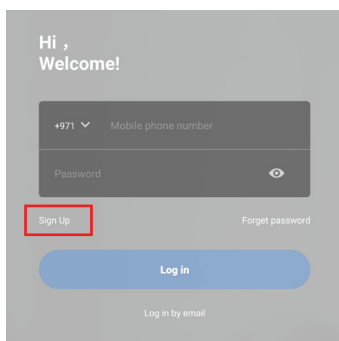 Hi ,
Welcome!
+971 Mobile phone number
Password
Sign Up Forget password
Log in
Log in by email